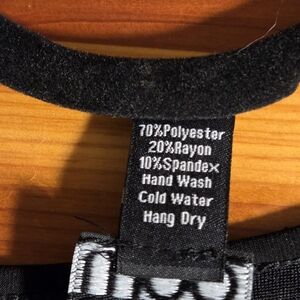 70%Polyester
20%Rayon
10%Spandex
Hand Wash
Cold Water
Hang Dry